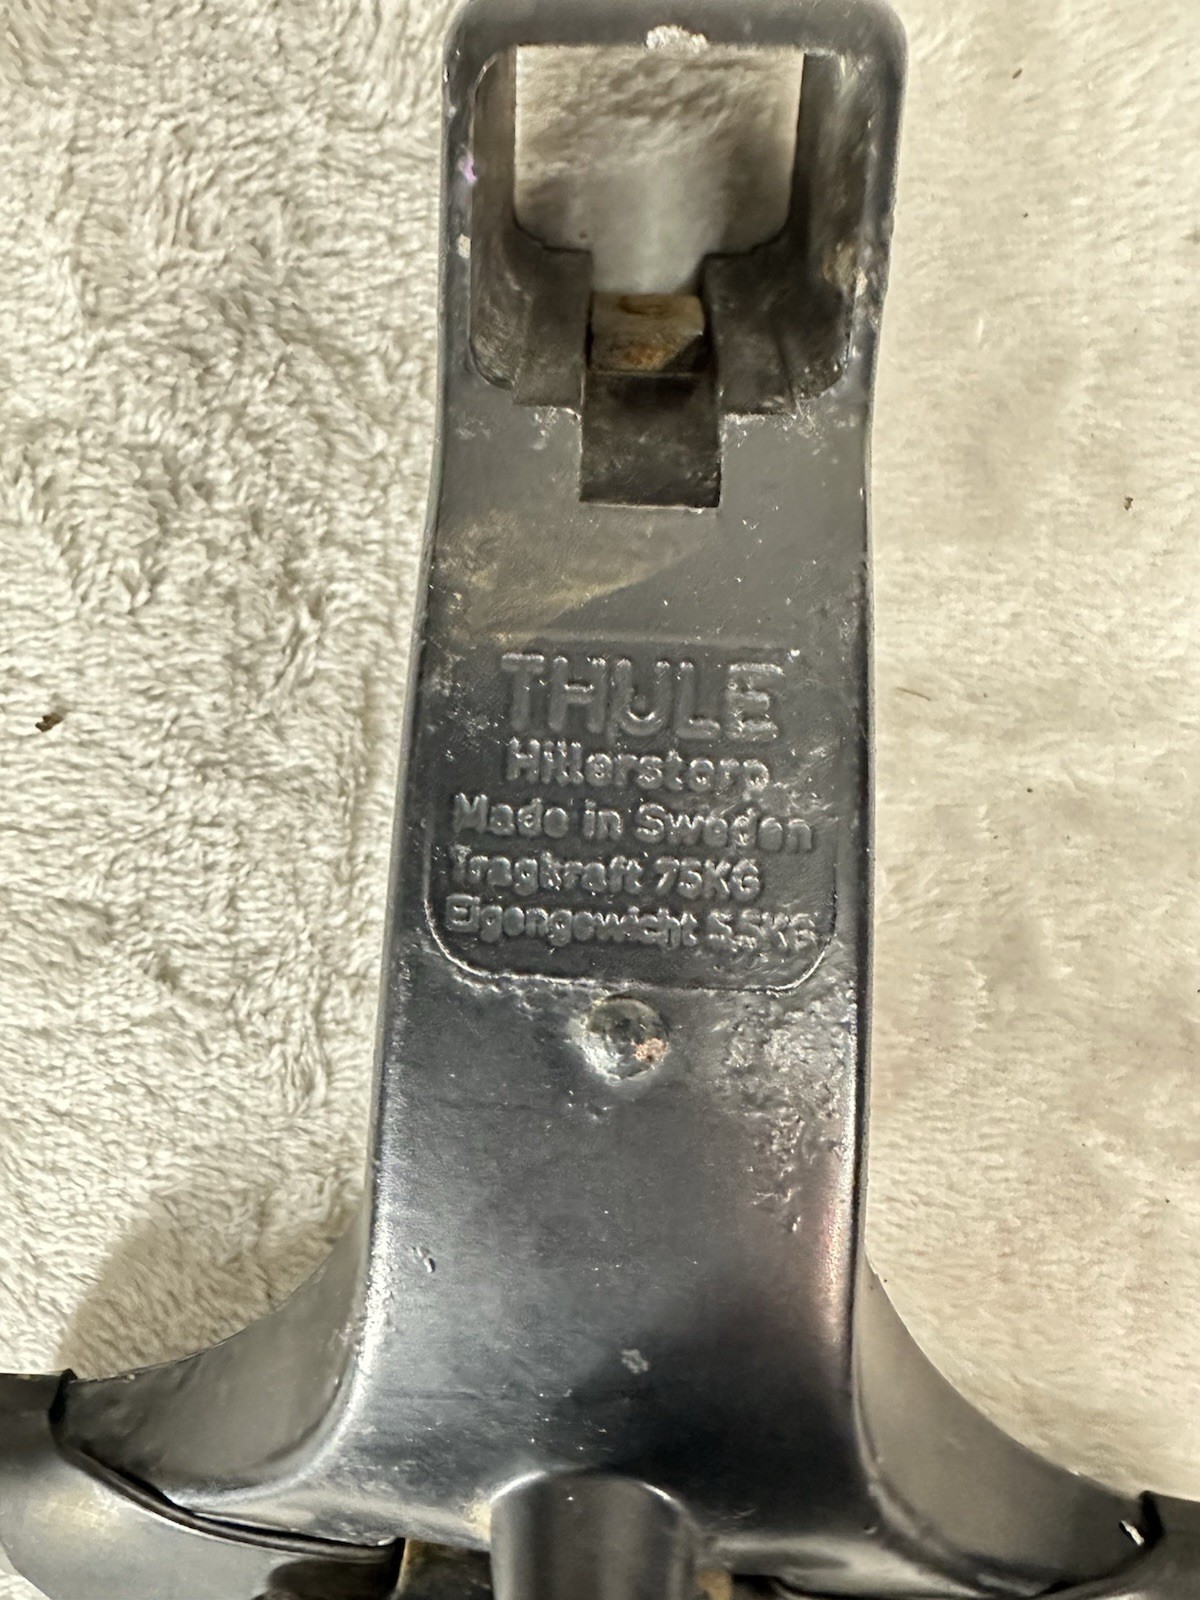 THULE
Hillerstorp
Made in Sweden
Tragkraft 75KG
Eigengewicht 5,5KG